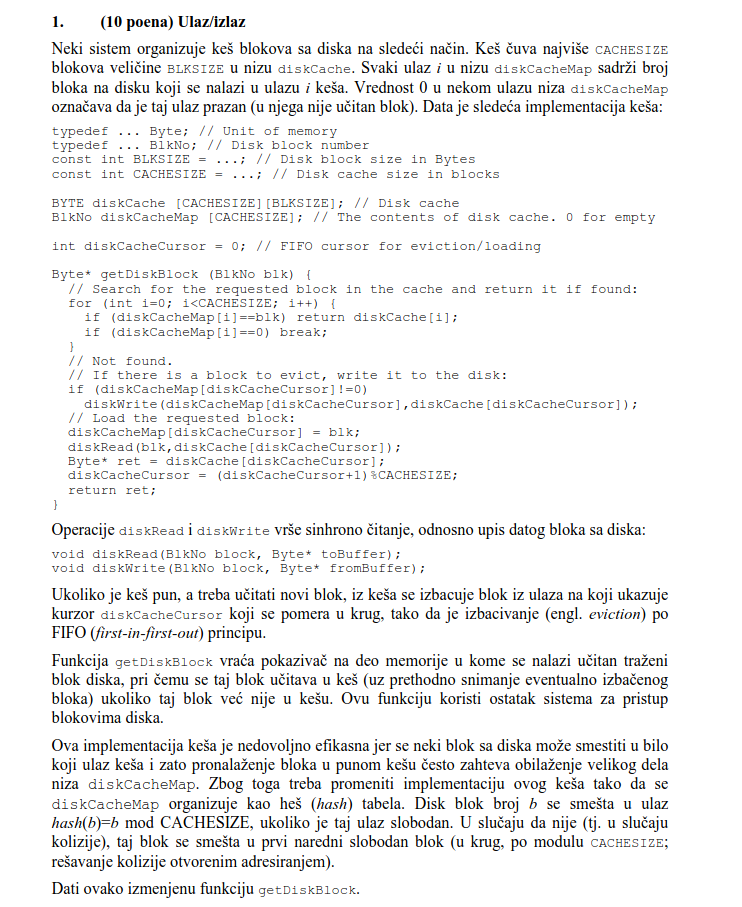 1. (10 poena) Ulaz/izlaz
Neki sistem organizuje keš blokova sa diska na sledeći način. Keš čuva najviše CACHESIZE
blokova veličine BLKSIZE u nizu diskCache. Svaki ulaz i u nizu diskCacheMap sadrži broj
bloka na disku koji se nalazi u ulazu i keša. Vrednost 0 u nekom ulazu niza diskCacheMap
označava da je taj ulaz prazan (u njega nije učitan blok). Data je sledeća implementacija keša:
typedef ... Byte; // Unit of memory
typedef ... BlkNo; // Disk block number
const int BLKSIZE = ...; // Disk block size in Bytes
const int CACHESIZE = ...; // Disk cache size in blocks
BYTE diskCache [CACHESIZE][BLKSIZE]; // Disk cache
BlkNo diskCacheMap [CACHESIZE]; // The contents of disk cache. 0 for empty
int diskCacheCursor = 0; // FIFO cursor for eviction/loading
Byte* getDiskBlock (BlkNo blk) {
// Search for the requested block in the cache and return it if found:
for (int i=0; i<CACHESIZE; i++) {
if (diskCacheMap[i]==blk) return diskCache[i];
if (diskCacheMap[i]==0) break;
}
// Not found.
// If there is a block to evict, write it to the disk:
if (diskCacheMap[diskCacheCursor]!=0)
diskWrite(diskCacheMap[diskCacheCursor],diskCache[diskCacheCursor]);
// Load the requested block:
diskCacheMap[diskCacheCursor] = blk;
diskRead(blk,diskCache[diskCacheCursor]);
Byte* ret = diskCache[diskCacheCursor];
diskCacheCursor = (diskCacheCursor+1)%CACHESIZE;
return ret;
}
Operacije diskRead i diskWrite vrše sinhrono čitanje, odnosno upis datog bloka sa diska:
void diskRead(BlkNo block, Byte* toBuffer);
void diskWrite(BlkNo block, Byte* fromBuffer);
Ukoliko je keš pun, a treba učitati novi blok, iz keša se izbacuje blok iz ulaza na koji ukazuje
kurzor diskCacheCursor koji se pomera u krug, tako da je izbacivanje (engl. eviction) po
FIFO (first-in-first-out) principu.
Funkcija getDiskBlock vraća pokazivač na deo memorije u kome se nalazi učitan traženi
blok diska, pri čemu se taj blok učitava u keš (uz prethodno snimanje eventualno izbačenog
bloka) ukoliko taj blok već nije u kešu. Ovu funkciju koristi ostatak sistema za pristup
blokovima diska.
Ova implementacija keša je nedovoljno efikasna jer se neki blok sa diska može smestiti u bilo
koji ulaz keša i zato pronalaženje bloka u punom kešu često zahteva obilaženje velikog dela
niza diskCacheMap. Zbog toga treba promeniti implementaciju ovog keša tako da se
diskCacheMap organizuje kao heš (hash) tabela. Disk blok broj b se smešta u ulaz
hash(b)=b mod CACHESIZE, ukoliko je taj ulaz slobodan. U slučaju da nije (tj. u slučaju
kolizije), taj blok se smešta u prvi naredni slobodan blok (u krug, po modulu CACHESIZE;
rešavanje kolizije otvorenim adresiranjem).
Dati ovako izmenjenu funkciju getDiskBlock.